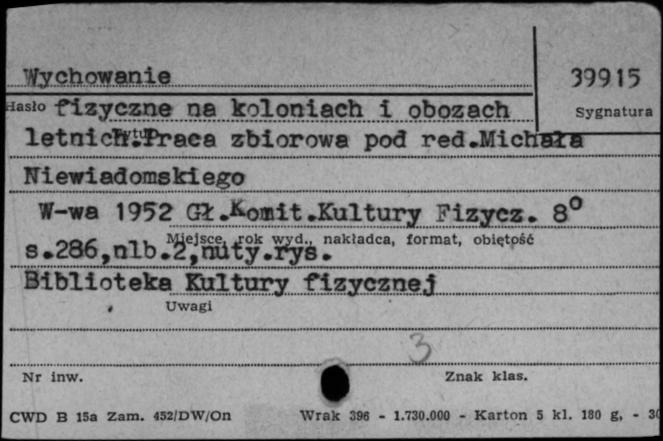 Wychowanie
39915
Hasło fizyczne na koloniach i obozach
Sygnatura
letnich.Praca zbiorowa pod red.Michała
Tytuł
Niewiadomskiego
W-wa 1952 Gł.Komit.Kultury Fizycz. 8º
Miejsce, rok wyd., nakładca, format, objętość
s.286,nlb.2,nuty.rys.
Biblioteka Kultury fizycznej
Uwagi
3
Nr inw.
Znak klas.
CWD B 15a Zam. 452/DW/On
Wrak 396 - 1.730.000 - Karton 5 kl. 180 g, - 30